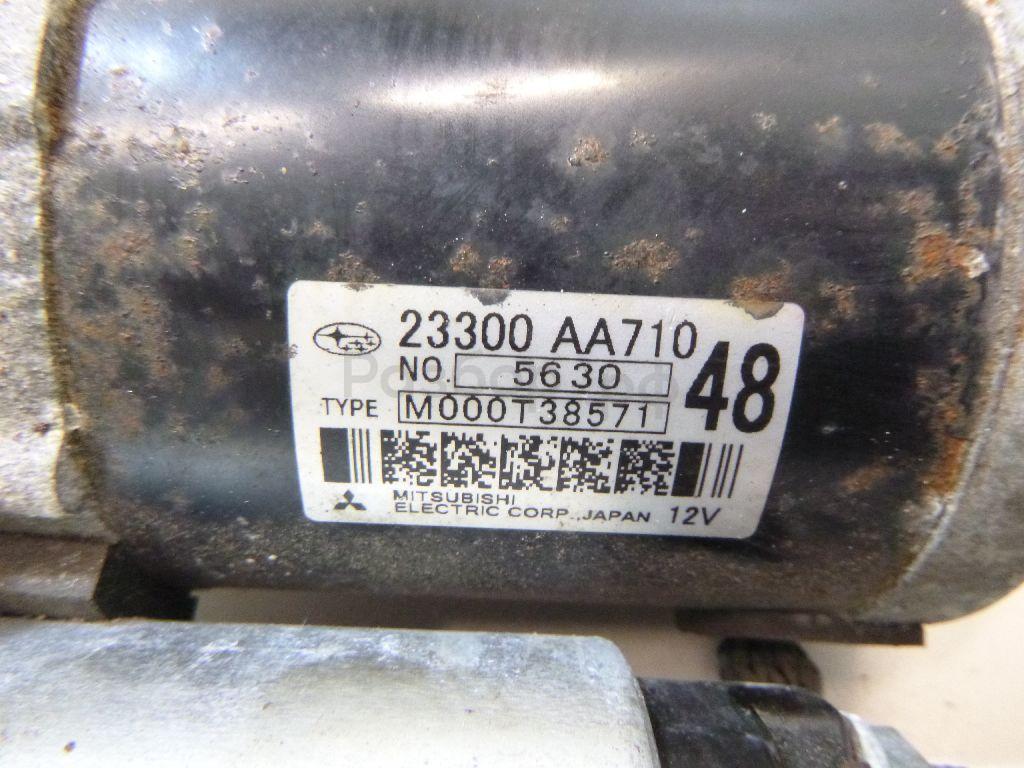 23300 AA710
48
NO. 5630
TYPE M000T38571
MITSUBISHI
ELECTRIC CORP.,JAPAN 12V